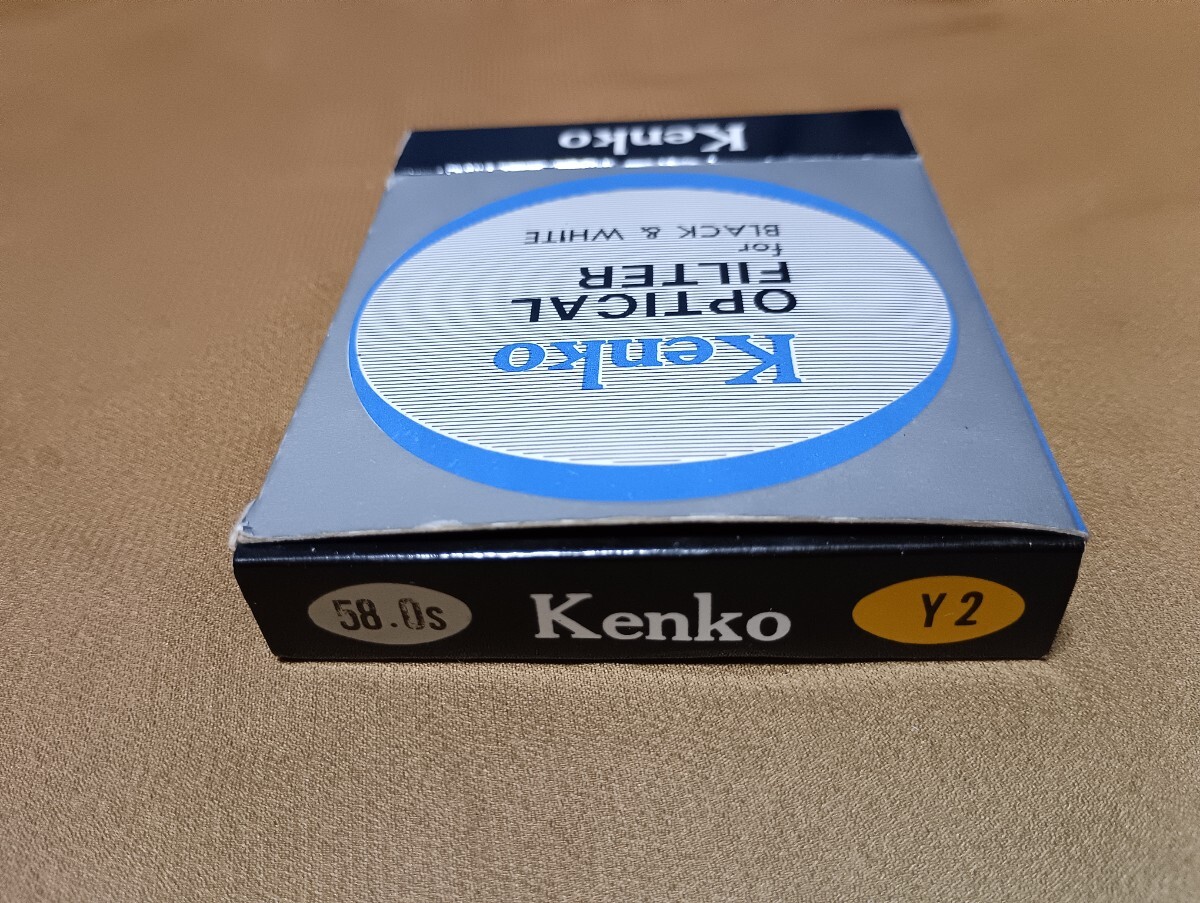 Kenko
Kenko
OPTICAL
FILTER
for
BLACK & WHITE
58.0s Kenko Y2